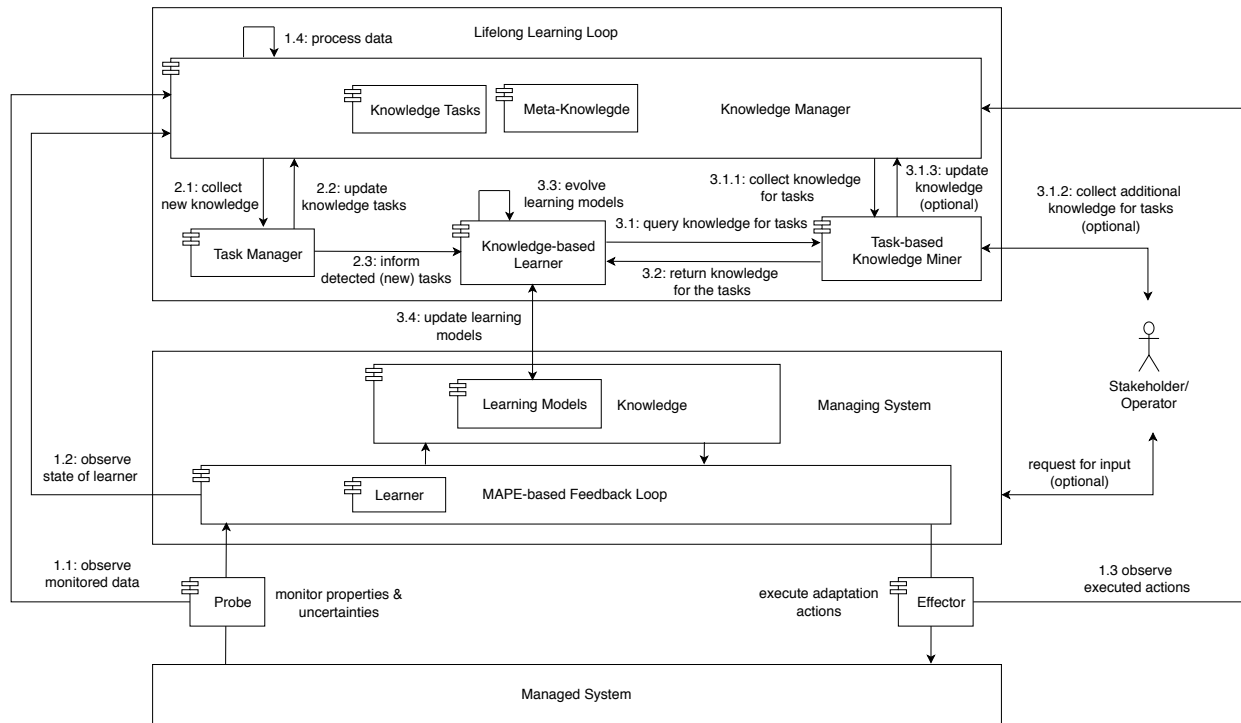 Lifelong Learning Loop
1.4: process data
Knowledge Tasks
Meta-Knowlegde
Knowledge Manager
2.1: collect
new knowledge
2.2: update
knowledge tasks
3.3: evolve
learning models
3.1.1: collect knowledge
for tasks
3.1.3: update
knowledge
(optional)
3.1.2: collect additional
knowledge for tasks
(optional)
3.1: query knowledge for tasks
Task Manager
Knowledge-based
Learner
Task-based
Knowledge Miner
2.3: inform
detected (new) tasks
3.2: return knowledge
for the tasks
3.4: update learning
models
Stakeholder/
Operator
Learning Models
Knowledge
Managing System
1.2: observe
state of learner
Learner
MAPE-based Feedback Loop
request for input
(optional)
1.1: observe
monitored data
Probe
monitor properties &
uncertainties
execute adaptation
actions
Effector
1.3 observe
executed actions
Managed System